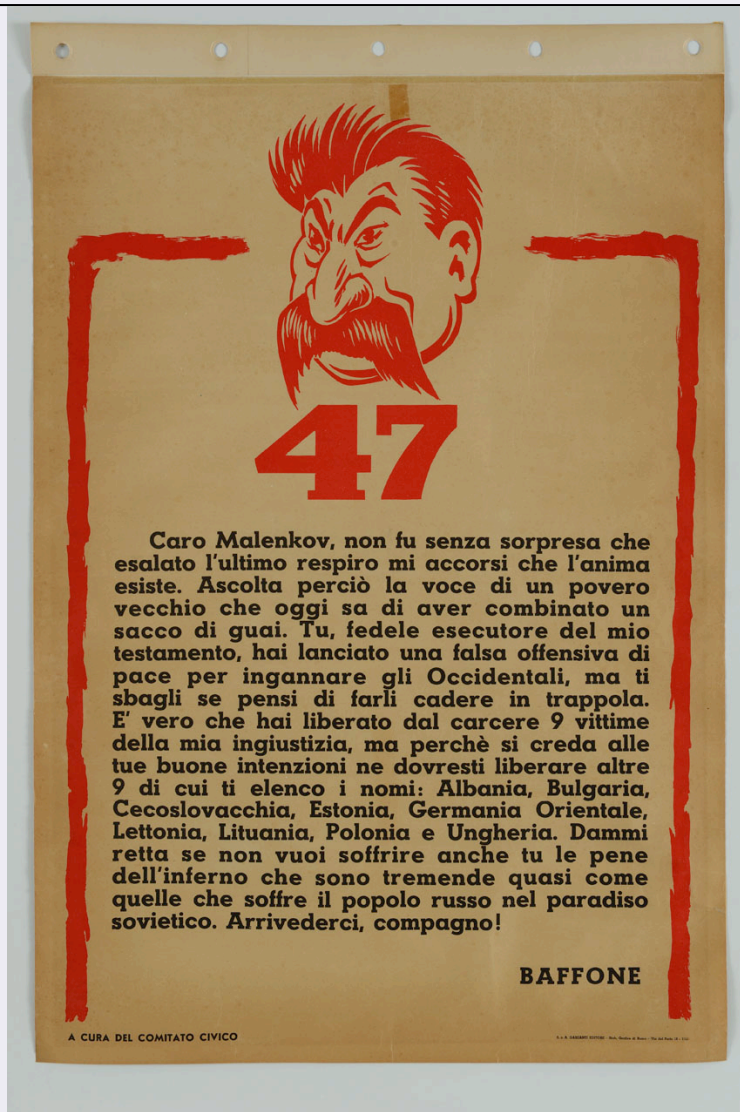 47
Caro Malenkov, non fu senza sorpresa che
esalato l'ultimo respiro mi accorsi che l'anima
esiste. Ascolta perciò la voce di un povero
vecchio che oggi sa di aver combinato un
sacco di guai. Tu, fedele esecutore del mio
testamento, hai lanciato una falsa offensiva di
pace per ingannare gli Occidentali, ma ti
sbagli se pensi di farli cadere in trappola.
E' vero che hai liberato dal carcere 9 vittime
della mia ingiustizia, ma perchè si creda alle
tue buone intenzioni ne dovresti liberare altre
9 di cui ti elenco i nomi: Albania, Bulgaria,
Cecoslovacchia, Estonia, Germania Orientale,
Lettonia, Lituania, Polonia e Ungheria. Dammi
retta se non vuoi soffrire anche tu le pene
dell'inferno che sono tremende quasi come
quelle che soffre il popolo russo nel paradiso
sovietico. Arrivederci, compagno!
BAFFONE
A CURA DEL COMITATO CIVICO